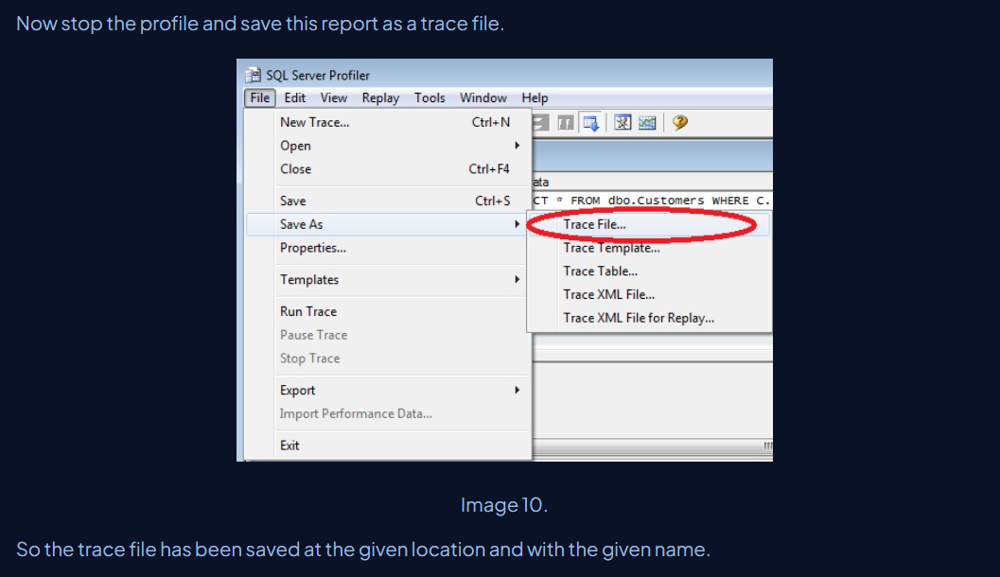 Now stop the profile and save this report as a trace file.
SQL Server Profiler
File Edit View Replay Tools Window Help
New Trace... Ctrl+N
Open
Close Ctrl+F4
ata
Save Ctrl+S
CT * FROM dbo.Customers WHERE C.
Save As
Trace File...
Properties...
Trace Template...
Trace Table...
Templates
Trace XML File...
Run Trace
Trace XML File for Replay...
Pause Trace
Stop Trace
Export
Import Performance Data...
Exit
Image 10.
So the trace file has been saved at the given location and with the given name.